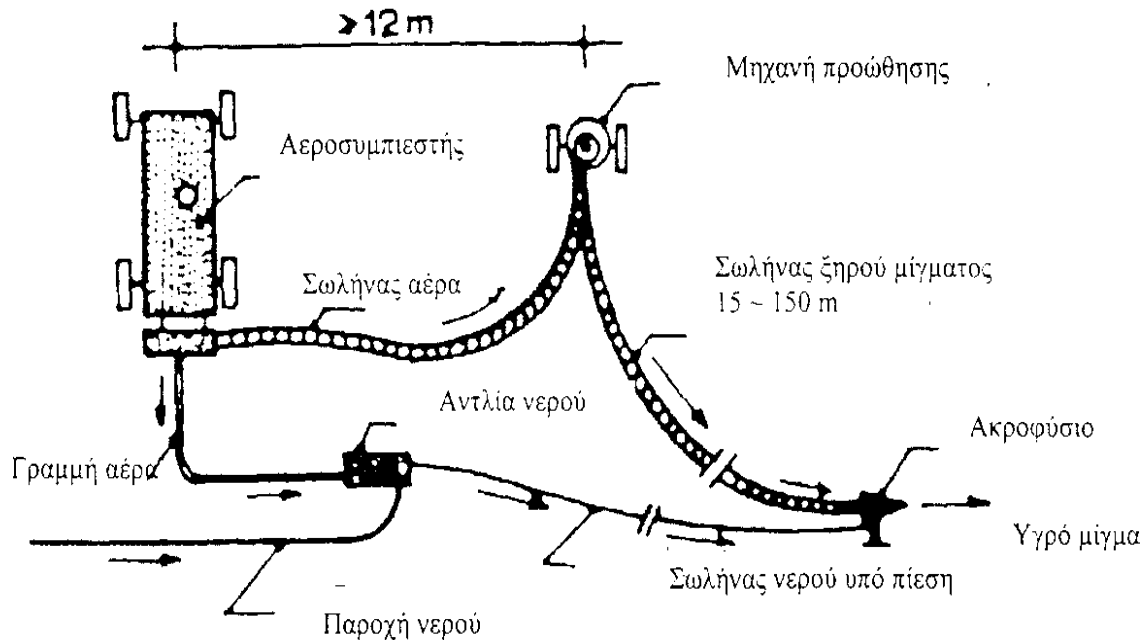 >12 m
Μηχανή προώθησης
Αεροσυμπιεστής
Σωλήνας αέρα
Σωλήνας ξηρού μίγματος
15 ~ 150 m
Αντλία νερού
Ακροφύσιο
Γραμμή αέρα
Υγρό μίγμα
Σωλήνας νερού υπό πίεση
Παροχή νερού